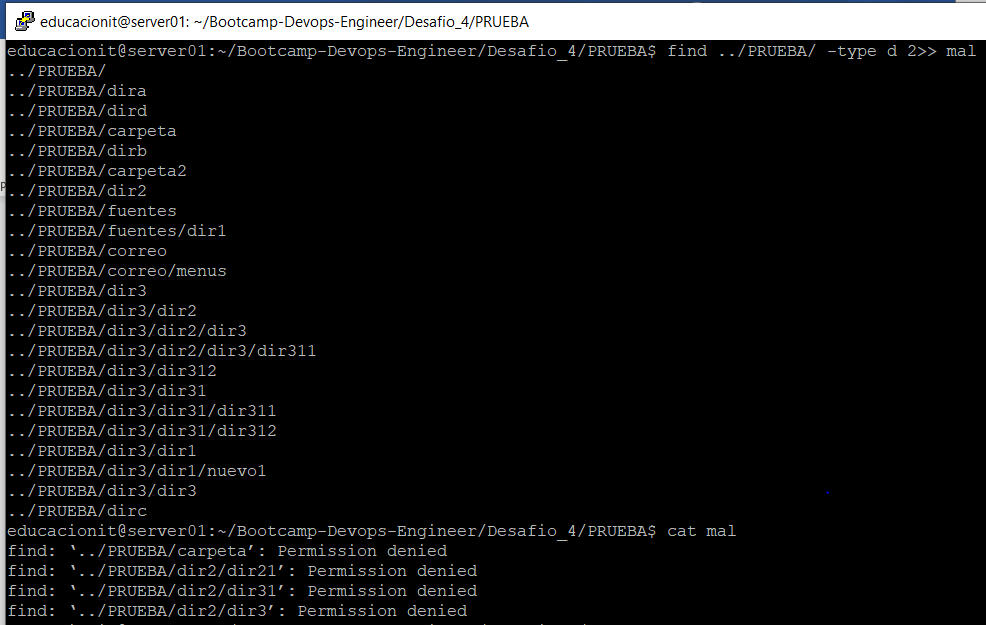 educacionit@server01: ~/Bootcamp-Devops-Engineer/Desafio_4/PRUEBA
educacionit@server01:~/Bootcamp-Devops-Engineer/Desafio_4/PRUEBA$ find ../PRUEBA/ -type d 2>> mal
../PRUEBA/
../PRUEBA/dira
../PRUEBA/dird
../PRUEBA/carpeta
../PRUEBA/dirb
../PRUEBA/carpeta2
../PRUEBA/dir2
../PRUEBA/fuentes
../PRUEBA/fuentes/dir1
../PRUEBA/correo
../PRUEBA/correo/menus
../PRUEBA/dir3
../PRUEBA/dir3/dir2
../PRUEBA/dir3/dir2/dir3
../PRUEBA/dir3/dir2/dir3/dir311
../PRUEBA/dir3/dir312
../PRUEBA/dir3/dir31
../PRUEBA/dir3/dir31/dir311
../PRUEBA/dir3/dir31/dir312
../PRUEBA/dir3/dir1
../PRUEBA/dir3/dir1/nuevo1
../PRUEBA/dir3/dir3
../PRUEBA/dirc
educacionit@server01:~/Bootcamp-Devops-Engineer/Desafio_4/PRUEBA$ cat mal
find: ‘../PRUEBA/carpeta’: Permission denied
find: ‘../PRUEBA/dir2/dir21’: Permission denied
find: ‘../PRUEBA/dir2/dir31’: Permission denied
find: ‘../PRUEBA/dir2/dir3’: Permission denied